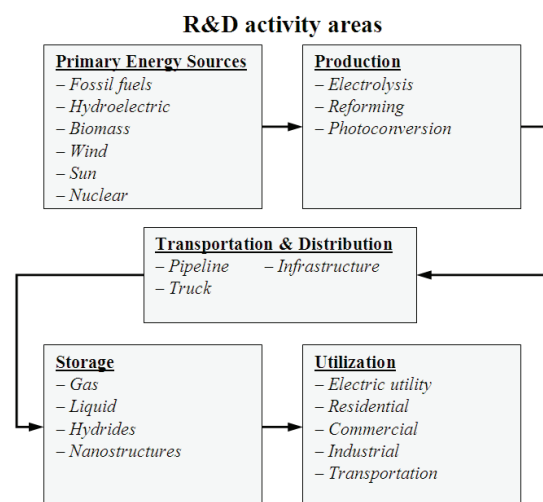 R&D activity areas
Primary Energy Sources
– Fossil fuels
– Hydroelectric
– Biomass
– Wind
– Sun
– Nuclear
Production
– Electrolysis
– Reforming
– Photoconversion
Transportation & Distribution
– Pipeline – Infrastructure
– Truck
Storage
– Gas
– Liquid
– Hydrides
– Nanostructures
Utilization
– Electric utility
– Residential
– Commercial
– Industrial
– Transportation